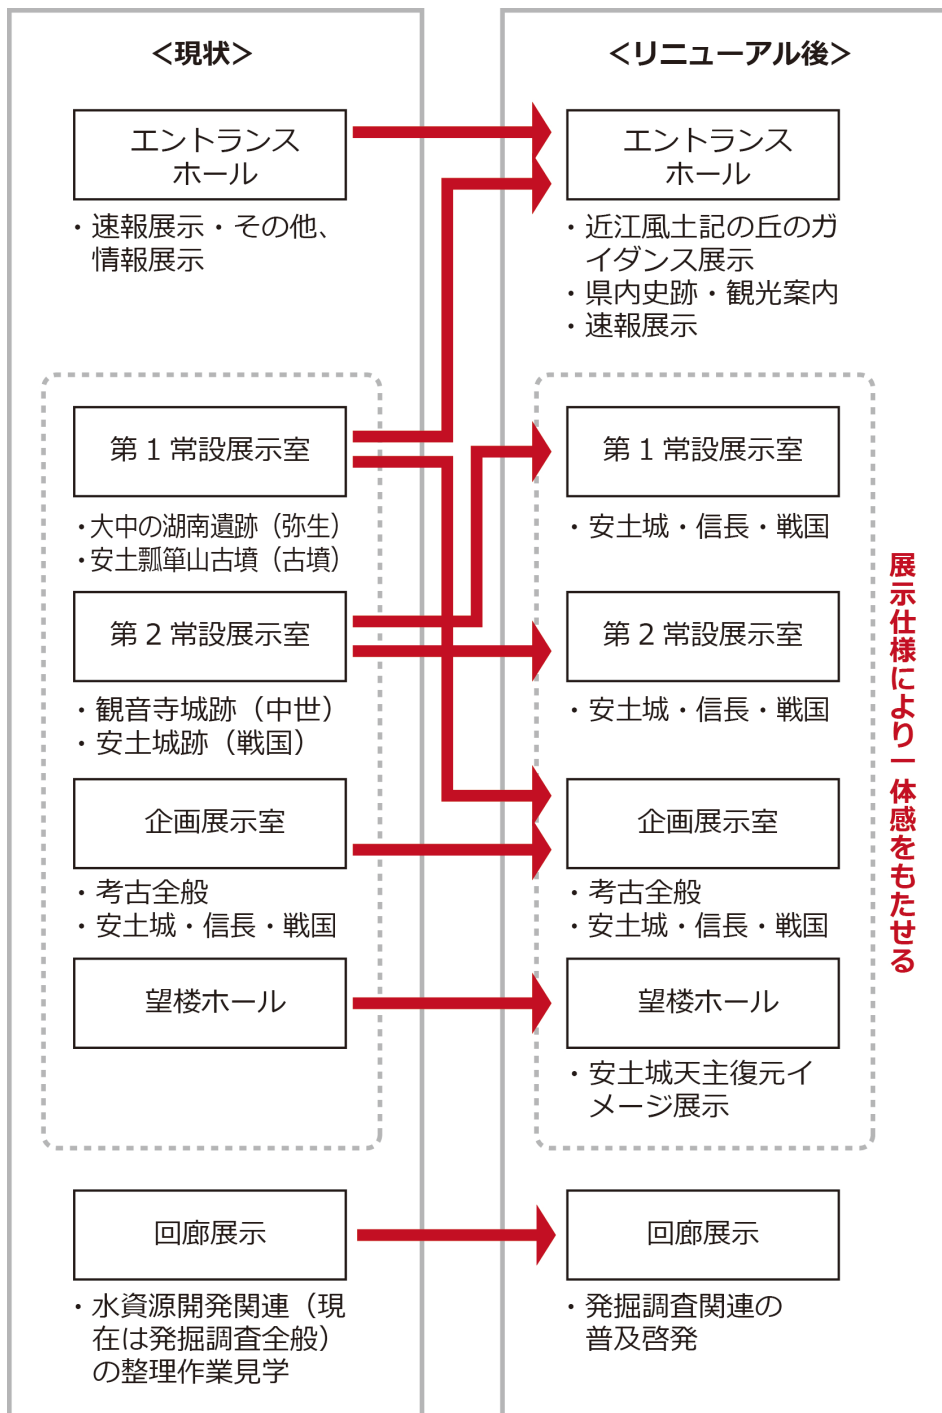 <現状>
エントランス
ホール
・速報展示・その他、
情報展示
第1常設展示室
・大中の湖南遺跡（弥生）
・安土瓢箪山古墳（古墳）
第2常設展示室
・観音寺城跡（中世）
・安土城跡（戦国）
企画展示室
・考古全般
・安土城・信長・戦国
望楼ホール
回廊展示
・水資源開発関連（現
在は発掘調査全般）
の整理作業見学
<リニューアル後>
エントランス
ホール
・近江風土記の丘のガ
イダンス展示
・県内史跡・観光案内
・速報展示
第1常設展示室
・安土城・信長・戦国
第2常設展示室
・安土城・信長・戦国
企画展示室
・考古全般
・安土城・信長・戦国
望楼ホール
・安土城天主復元イ
メージ展示
回廊展示
・発掘調査関連の
普及啓発
展示仕様により一体感をもたせる